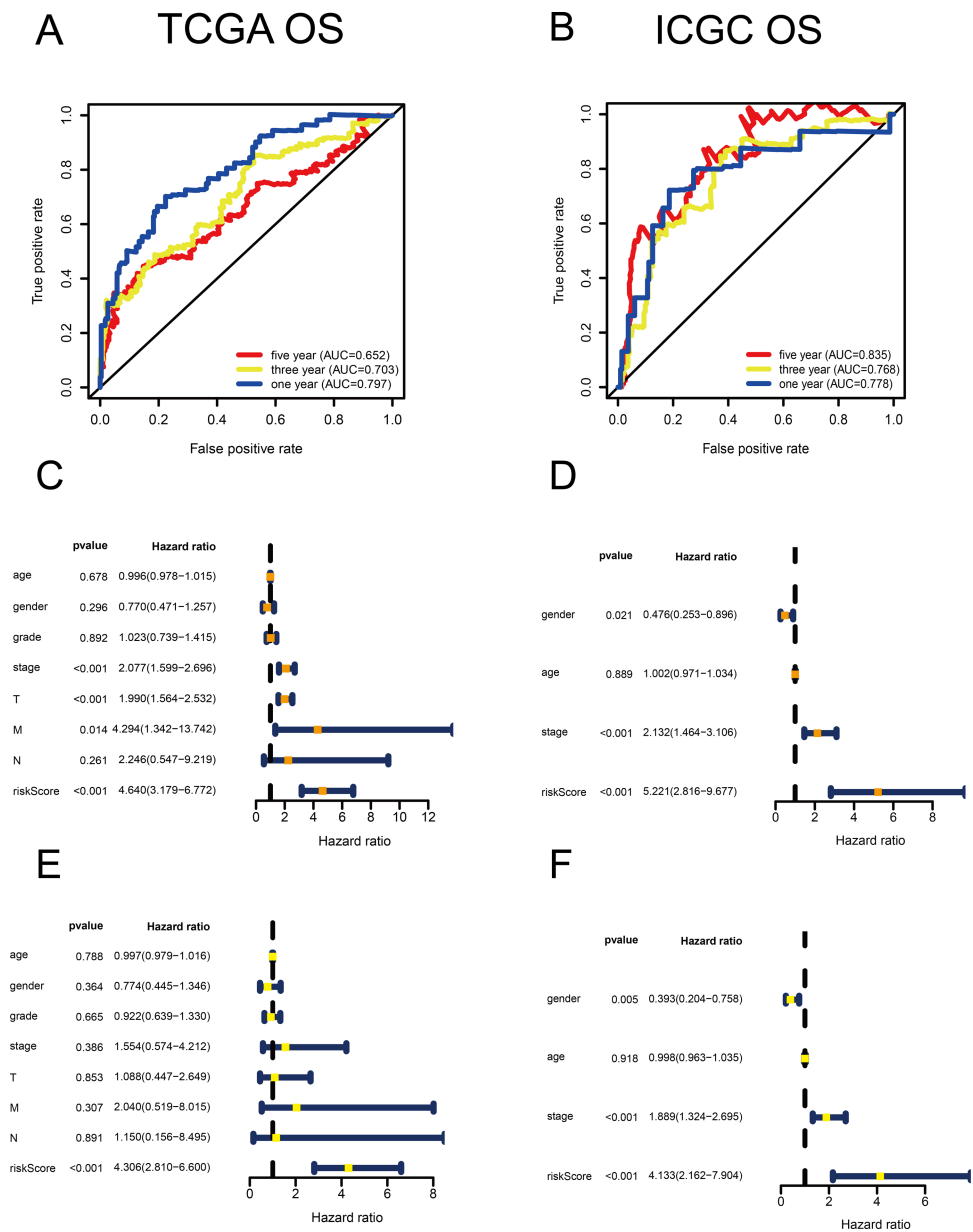 A
TCGA OS
B
ICGC OS
True positive rate
0.0 0.2 0.4 0.6 0.8 1.0
five year (AUC=0.652)
three year (AUC=0.703)
one year (AUC=0.797)
0.0 0.2 0.4 0.6 0.8 1.0
False positive rate
True positive rate
0.0 0.2 0.4 0.6 0.8 1.0
five year (AUC=0.835)
three year (AUC=0.768)
one year (AUC=0.778)
0.0 0.2 0.4 0.6 0.8 1.0
False positive rate
C
pvalue Hazard ratio
age 0.678 0.996(0.978−1.015)
gender 0.296 0.770(0.471−1.257)
grade 0.892 1.023(0.739−1.415)
stage <0.001 2.077(1.599−2.696)
T <0.001 1.990(1.564−2.532)
M 0.014 4.294(1.342−13.742)
N 0.261 2.246(0.547−9.219)
riskScore <0.001 4.640(3.179−6.772)
0 2 4 6 8 10 12
Hazard ratio
D
pvalue Hazard ratio
gender 0.021 0.476(0.253−0.896)
age 0.889 1.002(0.971−1.034)
stage <0.001 2.132(1.464−3.106)
riskScore <0.001 5.221(2.816−9.677)
0 2 4 6 8
Hazard ratio
E
pvalue Hazard ratio
age 0.788 0.997(0.979−1.016)
gender 0.364 0.774(0.445−1.346)
grade 0.665 0.922(0.639−1.330)
stage 0.386 1.554(0.574−4.212)
T 0.853 1.088(0.447−2.649)
M 0.307 2.040(0.519−8.015)
N 0.891 1.150(0.156−8.495)
riskScore <0.001 4.306(2.810−6.600)
0 2 4 6 8
Hazard ratio
F
pvalue Hazard ratio
gender 0.005 0.393(0.204−0.758)
age 0.918 0.998(0.963−1.035)
stage <0.001 1.889(1.324−2.695)
riskScore <0.001 4.133(2.162−7.904)
0 2 4 6
Hazard ratio